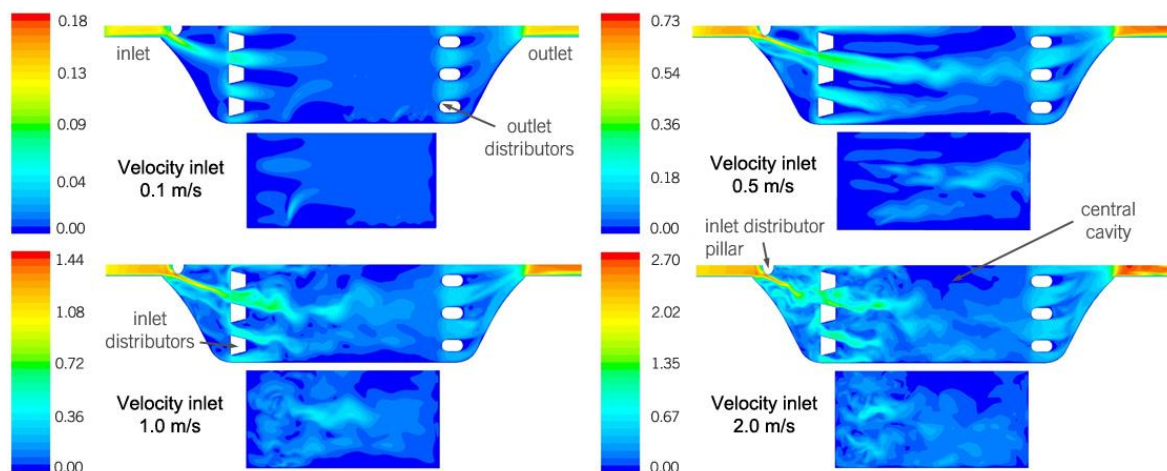 0.18
0.13
0.09
0.04
0.00
inlet
outlet
outlet
distributors
Velocity inlet
0.1 m/s
0.73
0.54
0.36
0.18
0.00
Velocity inlet
0.5 m/s
1.44
1.08
0.72
0.36
0.00
inlet
distributors
Velocity inlet
1.0 m/s
2.70
2.02
1.35
0.67
0.00
inlet distributor
pillar
central
cavity
Velocity inlet
2.0 m/s